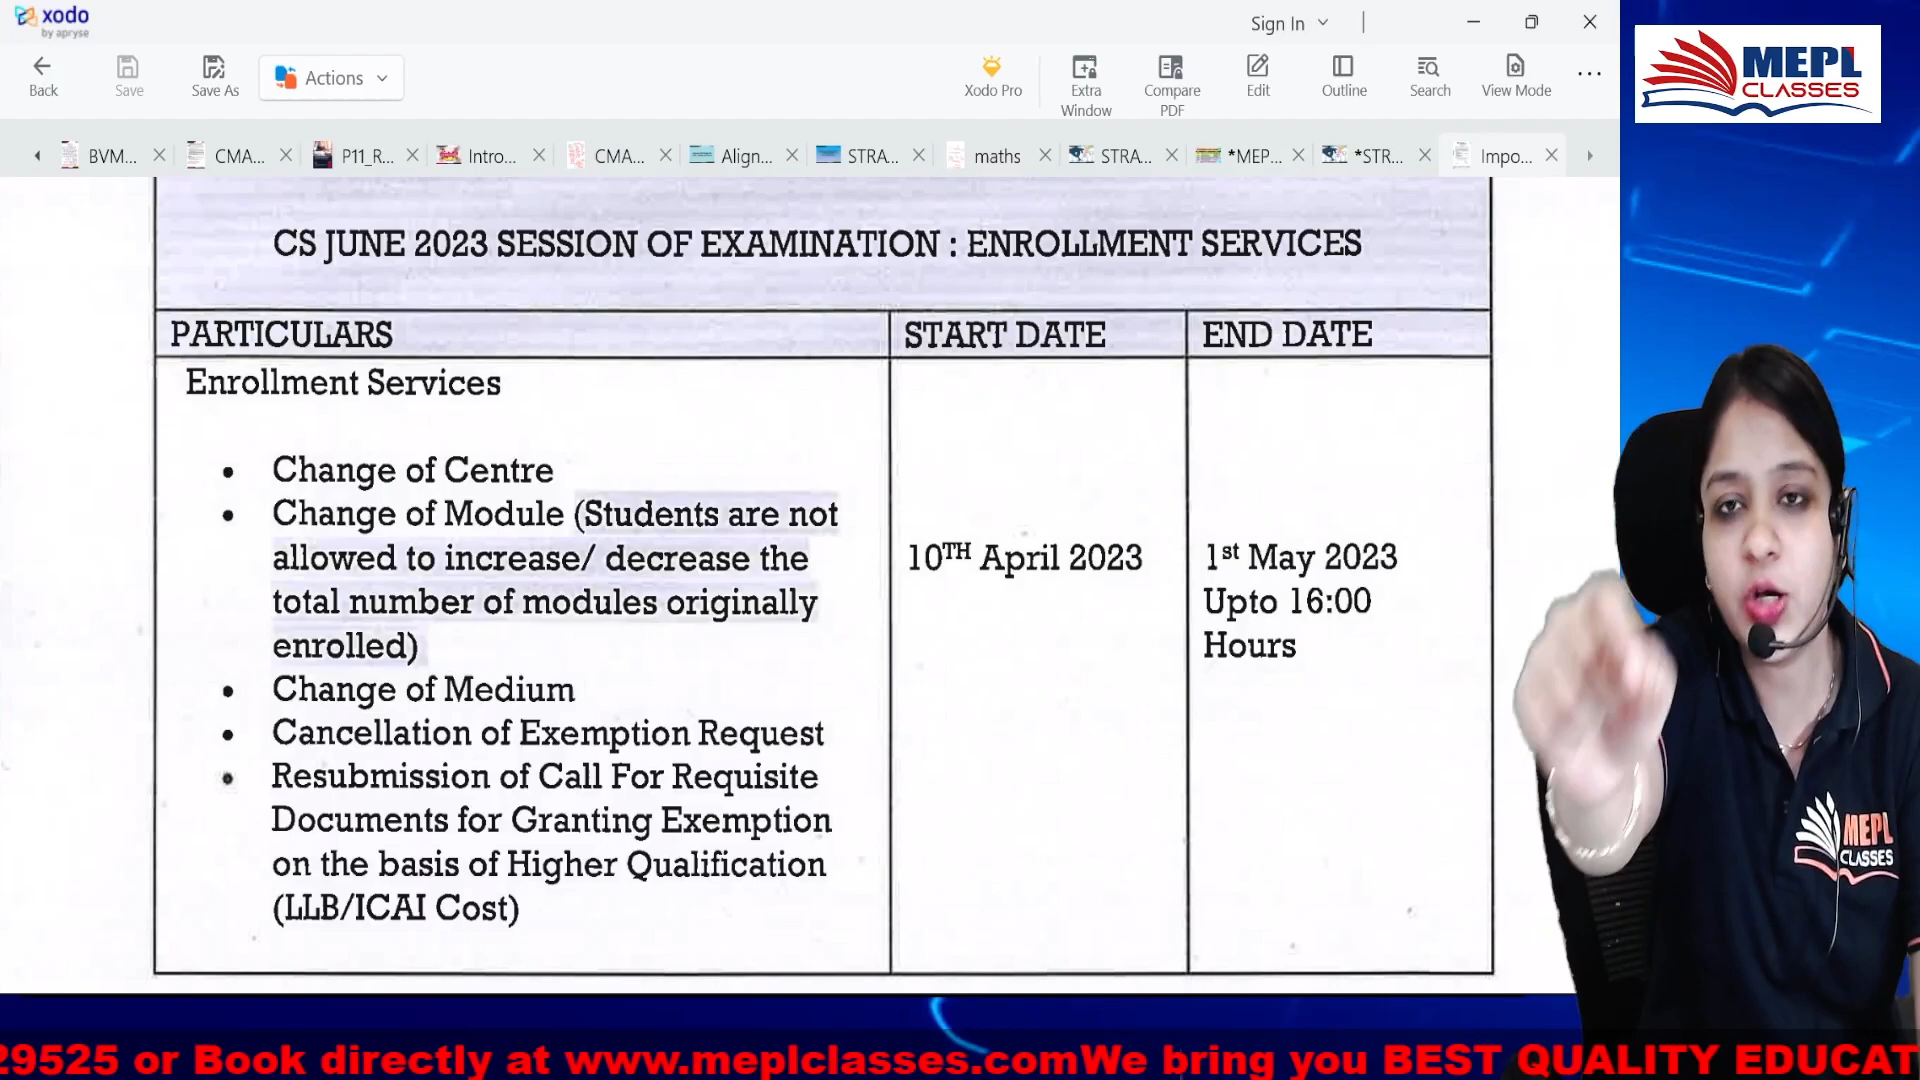 xodo
by apryse
Sign In
Back
Save
Save As
Actions
Xodo Pro
Extra Window
Compare PDF
Edit
Outline
Search
View Mode
BVM...
CMA...
P11_R...
Intro...
CMA...
Align...
STRA...
maths
STRA...
*MEP...
*STR...
Impo...
MEPL
CLASSES
CS JUNE 2023 SESSION OF EXAMINATION : ENROLLMENT SERVICES
PARTICULARS START DATE END DATE
Enrollment Services
• Change of Centre
• Change of Module (Students are not
allowed to increase/ decrease the
total number of modules originally
enrolled)
• Change of Medium
• Cancellation of Exemption Request
• Resubmission of Call For Requisite
Documents for Granting Exemption
on the basis of Higher Qualification
(LLB/ICAI Cost)
10TH April 2023
1st May 2023
Upto 16:00
Hours
MEPL
CLASSES
29525 or Book directly at www.meplclasses.comWe bring you BEST QUALITY EDUCAT